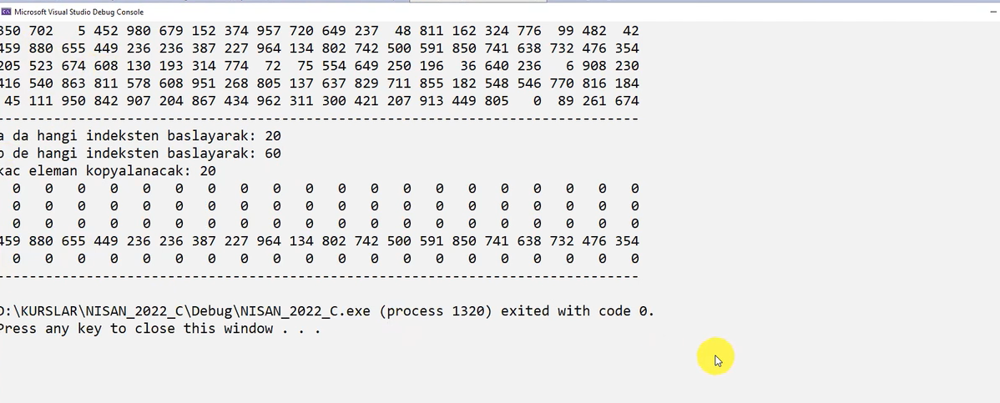 Microsoft Visual Studio Debug Console
350 702   5 452 980 679 152 374 957 720 649 237  48 811 162 324 776  99 482  42
459 880 655 449 236 236 387 227 964 134 802 742 500 591 850 741 638 732 476 354
205 523 674 608 130 193 314 774  72  75 554 649 250 196  36 640 236   6 908 230
416 540 863 811 578 608 951 268 805 137 637 829 711 855 182 548 546 770 816 184
 45 111 950 842 907 204 867 434 962 311 300 421 207 913 449 805   0  89 261 674
-------------------------------------------------------------------------------
a da hangi indeksten baslayarak: 20
b de hangi indeksten baslayarak: 60
kac eleman kopyalanacak: 20
  0   0   0   0   0   0   0   0   0   0   0   0   0   0   0   0   0   0   0   0
  0   0   0   0   0   0   0   0   0   0   0   0   0   0   0   0   0   0   0   0
  0   0   0   0   0   0   0   0   0   0   0   0   0   0   0   0   0   0   0   0
459 880 655 449 236 236 387 227 964 134 802 742 500 591 850 741 638 732 476 354
  0   0   0   0   0   0   0   0   0   0   0   0   0   0   0   0   0   0   0   0
-------------------------------------------------------------------------------
D:\KURSLAR\NISAN_2022_C\Debug\NISAN_2022_C.exe (process 1320) exited with code 0.
Press any key to close this window . . .